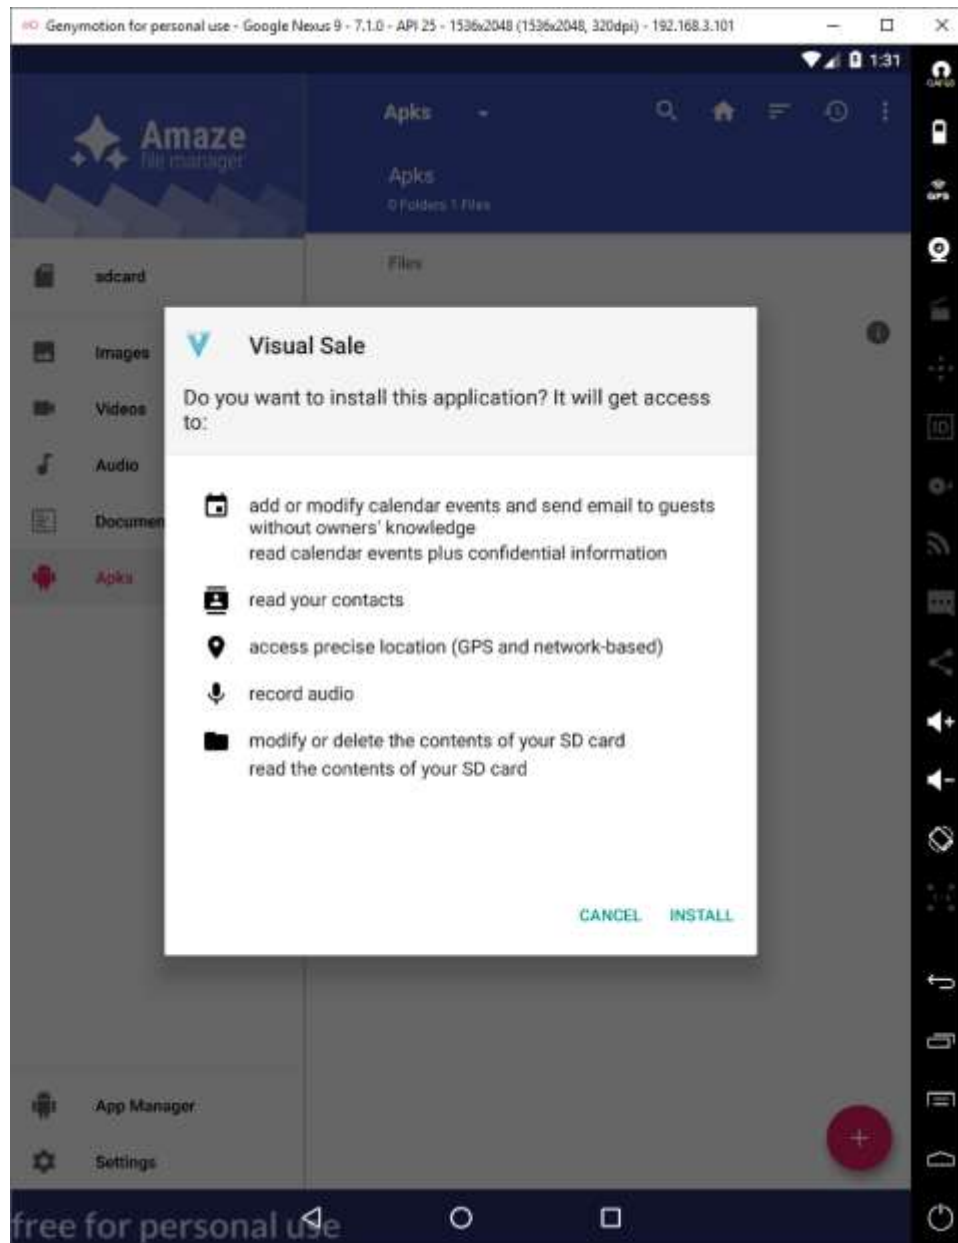 Genymotion for personal use - Google Nexus 9 - 7.1.0 - API 25 - 1536x2048 (1536x2048, 320dpi) - 192.168.3.101
1:31
Amaze
file manager
Apks
Apks
0 Folders 1 Files
GPS
sdcard
Files
Images
Visual Sale
Do you want to install this application? It will get access
to:
Videos
Audio
ID
Documen
add or modify calendar events and send email to guests
without owners' knowledge
read calendar events plus confidential information
Apks
read your contacts
access precise location (GPS and network-based)
record audio
modify or delete the contents of your SD card
read the contents of your SD card
CANCEL INSTALL
App Manager
Settings
free for personal use